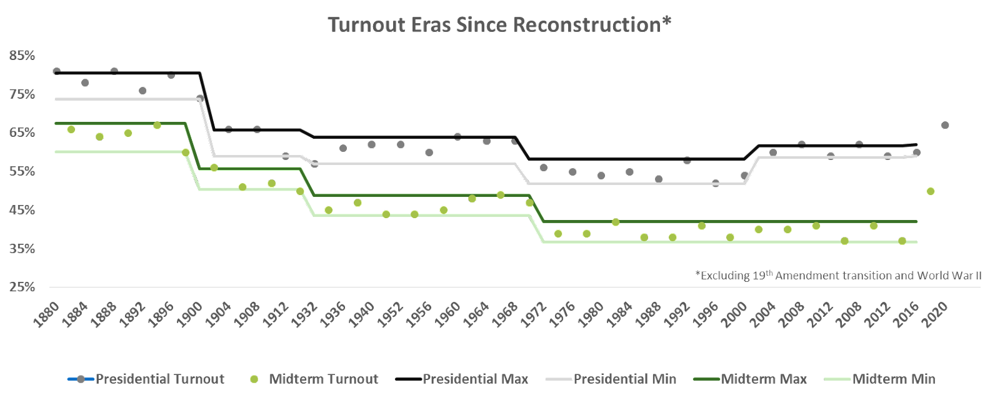 Turnout Eras Since Reconstruction*
85%
75%
65%
55%
45%
35%
25%
*Excluding 19th Amendment transition and World War II
1880 1884 1888 1892 1896 1900 1904 1908 1912 1932 1936 1940 1952 1956 1960 1964 1968 1972 1976 1980 1984 1988 1992 1996 2000 2004 2008 2012 2008 2012 2016 2020
Presidential Turnout Midterm Turnout Presidential Max Presidential Min Midterm Max Midterm Min